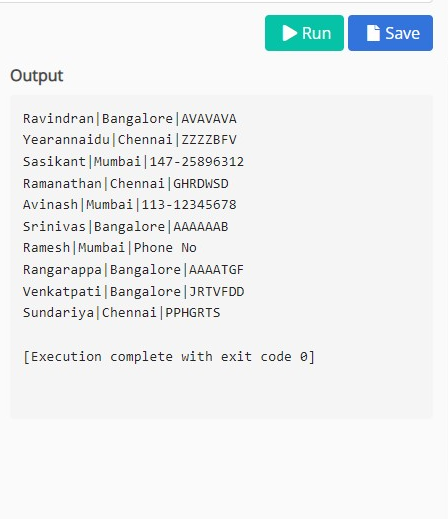 Run Save
Output
Ravindran|Bangalore|AVAVAVA
Yearannaidu|Chennai|ZZZZBFV
Sasikant|Mumbai|147-25896312
Ramanathan|Chennai|GHRDWSD
Avinash|Mumbai|113-12345678
Srinivas|Bangalore|AAAAAAB
Ramesh|Mumbai|Phone No
Rangarappa|Bangalore|AAAATGF
Venkatpati|Bangalore|JRTVFDD
Sundariya|Chennai|PPHGRTS
[Execution complete with exit code 0]